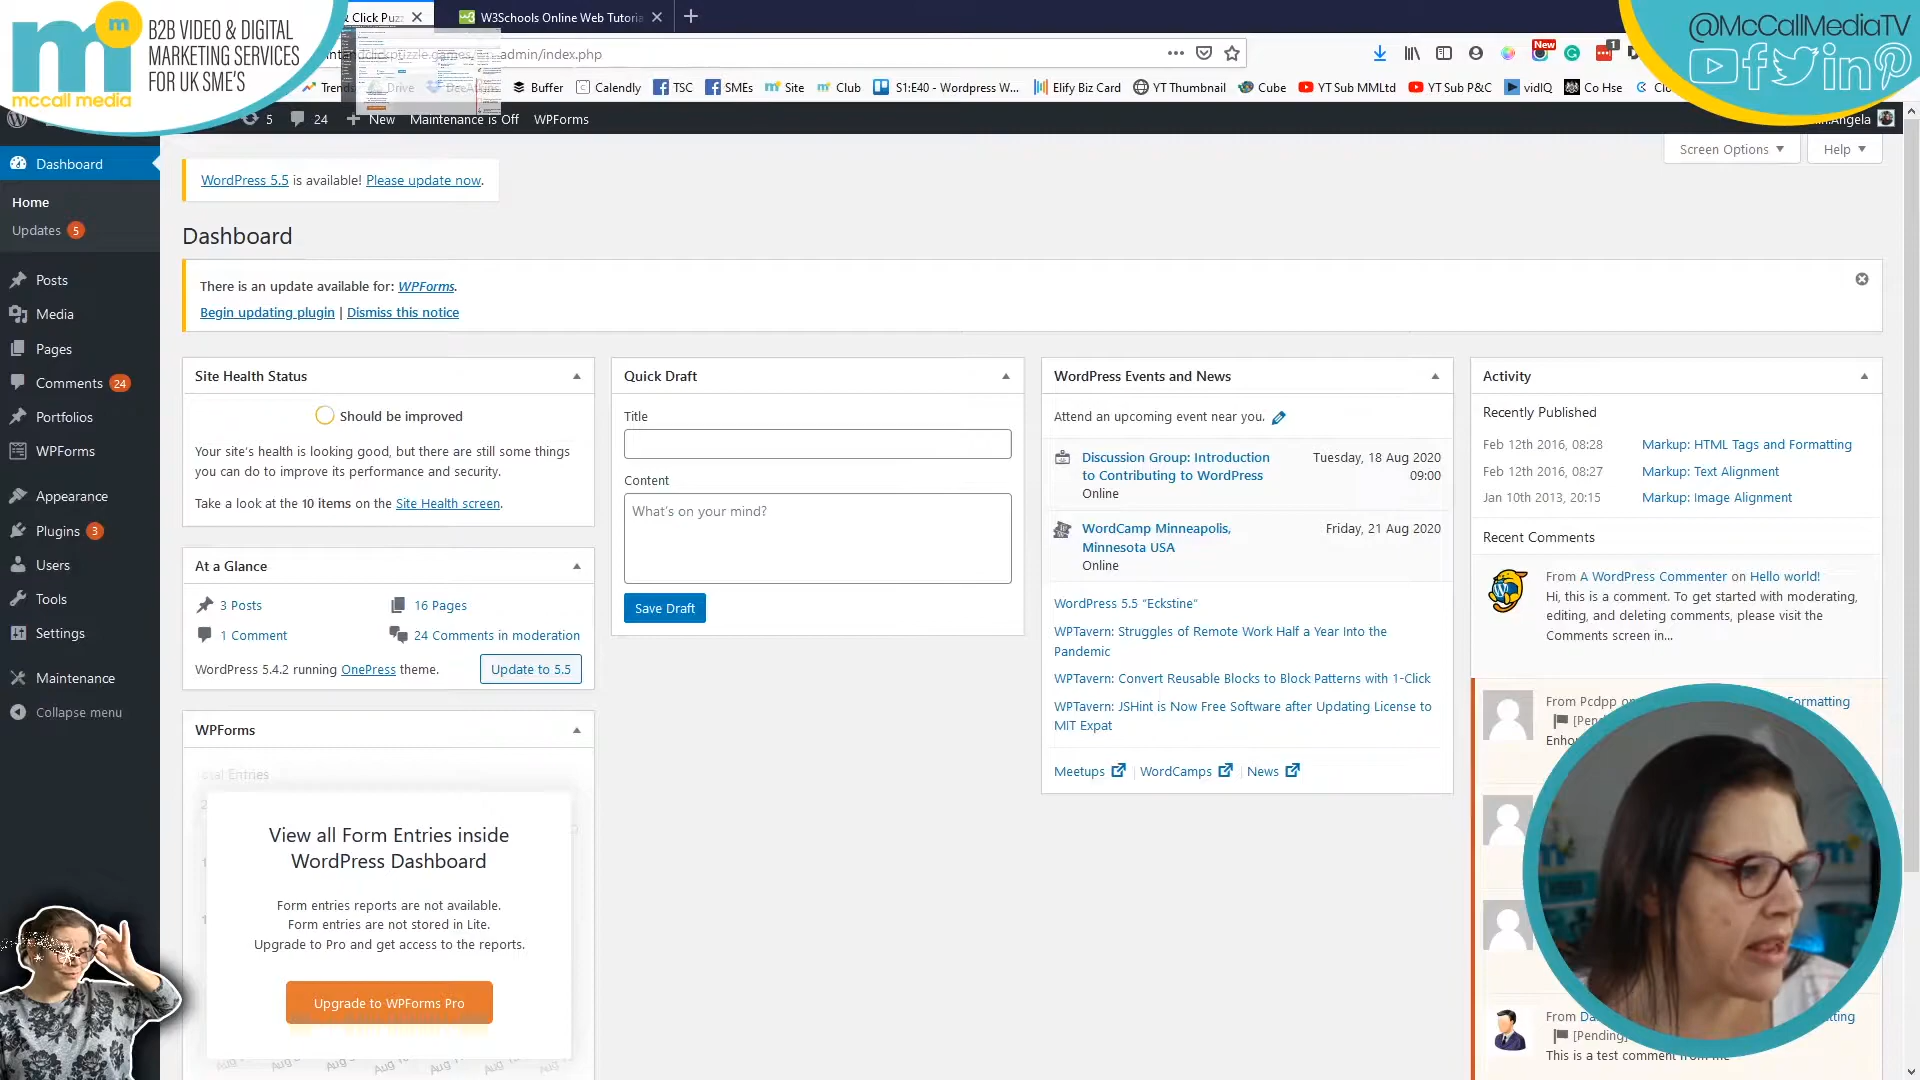 m
B2B VIDEO & DIGITAL
MARKETING SERVICES
FOR UK SME'S
mccall media
& Click Puzz
W3Schools Online Web Tutoria
@McCallMediaTV
admin/index.php
New
1
Trends
Drive
Buffer
Calendly
TSC
SMEs
Site
Club
S1:E40 - Wordpress W...
Elify Biz Card
YT Thumbnail
Cube
YT Sub MMLtd
YT Sub P&C
vidIQ
Co Hse
5
24
New
Maintenance is Off
WPForms
Angela
Dashboard
Home
Updates 5
Posts
Media
Pages
Comments 24
Portfolios
WPForms
Appearance
Plugins 3
Users
Tools
Settings
Maintenance
Collapse menu
Screen Options
Help
WordPress 5.5 is available! Please update now.
Dashboard
There is an update available for: WPForms.
Begin updating plugin | Dismiss this notice
Site Health Status
Should be improved
Your site's health is looking good, but there are still some things
you can do to improve its performance and security.
Take a look at the 10 items on the Site Health screen.
At a Glance
3 Posts
16 Pages
1 Comment
24 Comments in moderation
WordPress 5.4.2 running OnePress theme.
Update to 5.5
WPForms
View all Form Entries inside
WordPress Dashboard
Form entries reports are not available.
Form entries are not stored in Lite.
Upgrade to Pro and get access to the reports.
Upgrade to WPForms Pro
Quick Draft
Title
Content
What's on your mind?
Save Draft
WordPress Events and News
Attend an upcoming event near you.
Discussion Group: Introduction
to Contributing to WordPress
Online
Tuesday, 18 Aug 2020
09:00
WordCamp Minneapolis,
Minnesota USA
Online
Friday, 21 Aug 2020
WordPress 5.5 “Eckstine”
WPTavern: Struggles of Remote Work Half a Year Into the
Pandemic
WPTavern: Convert Reusable Blocks to Block Patterns with 1-Click
WPTavern: JSHint is Now Free Software after Updating License to
MIT Expat
Meetups | WordCamps | News
Activity
Recently Published
Feb 12th 2016, 08:28 Markup: HTML Tags and Formatting
Feb 12th 2016, 08:27 Markup: Text Alignment
Jan 10th 2013, 20:15 Markup: Image Alignment
Recent Comments
From A WordPress Commenter on Hello world!
Hi, this is a comment. To get started with moderating,
editing, and deleting comments, please visit the
Comments screen in...
From Pcdpp on
From
[Pending]
This is a test comment from me